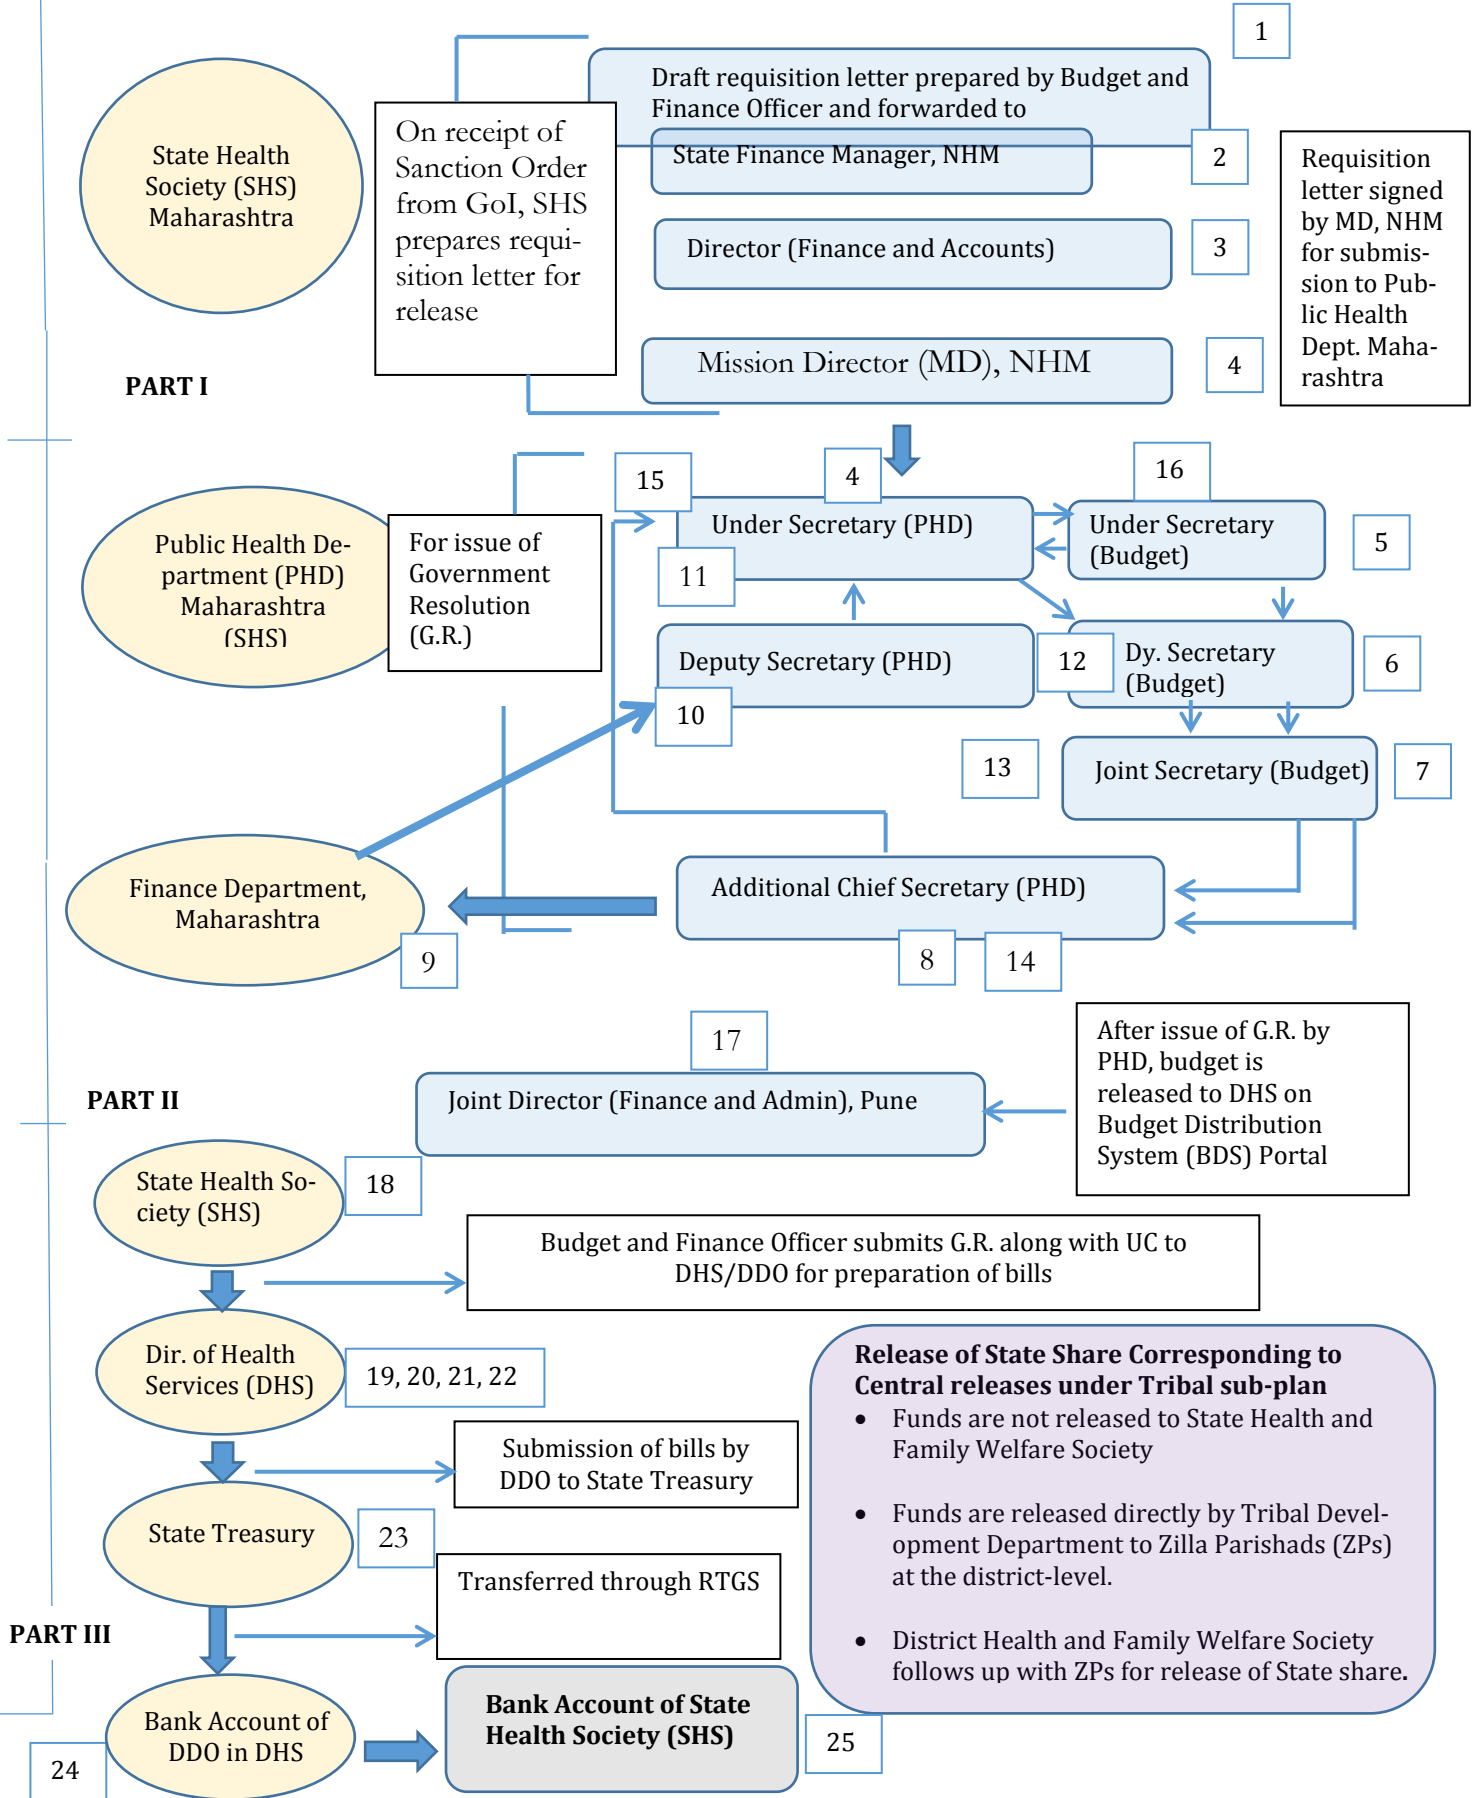 1
Draft requisition letter prepared by Budget and
Finance Officer and forwarded to
State Health
Society (SHS)
Maharashtra
On receipt of
Sanction Order
from GoI, SHS
prepares requi-
sition letter for
release
State Finance Manager, NHM
2
Director (Finance and Accounts)
3
Mission Director (MD), NHM
4
Requisition
letter signed
by MD, NHM
for submis-
sion to Pub-
lic Health
Dept. Maha-
rashtra
PART I
15
4
16
Public Health De-
partment (PHD)
Maharashtra
(SHS)
For issue of
Government
Resolution
(G.R.)
Under Secretary (PHD)
Under Secretary
(Budget)
5
11
Deputy Secretary (PHD)
12
Dy. Secretary
(Budget)
6
10
13
Joint Secretary (Budget)
7
Finance Department,
Maharashtra
9
Additional Chief Secretary (PHD)
8
14
17
Joint Director (Finance and Admin), Pune
After issue of G.R. by
PHD, budget is
released to DHS on
Budget Distribution
System (BDS) Portal
PART II
State Health So-
ciety (SHS)
18
Budget and Finance Officer submits G.R. along with UC to
DHS/DDO for preparation of bills
Dir. of Health
Services (DHS)
19, 20, 21, 22
Submission of bills by
DDO to State Treasury
State Treasury
23
Transferred through RTGS
PART III
Bank Account of
DDO in DHS
24
Bank Account of State
Health Society (SHS)
25
Release of State Share Corresponding to
Central releases under Tribal sub-plan
• Funds are not released to State Health and
Family Welfare Society
• Funds are released directly by Tribal Devel-
opment Department to Zilla Parishads (ZPs)
at the district-level.
• District Health and Family Welfare Society
follows up with ZPs for release of State share.